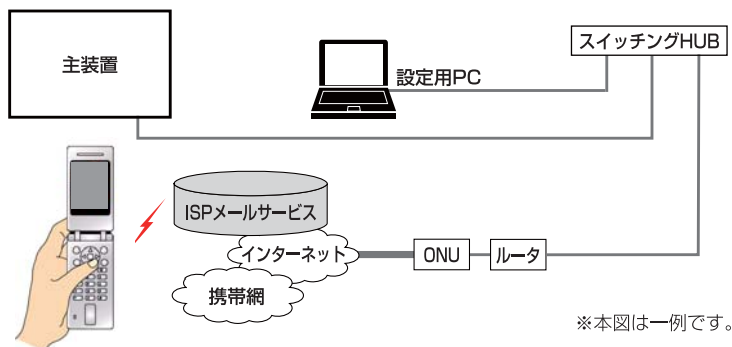 主装置
設定用PC
スイッチングHUB
ISPメールサービス
インターネット
ONU
ルータ
携帯網
※本図は一例です。